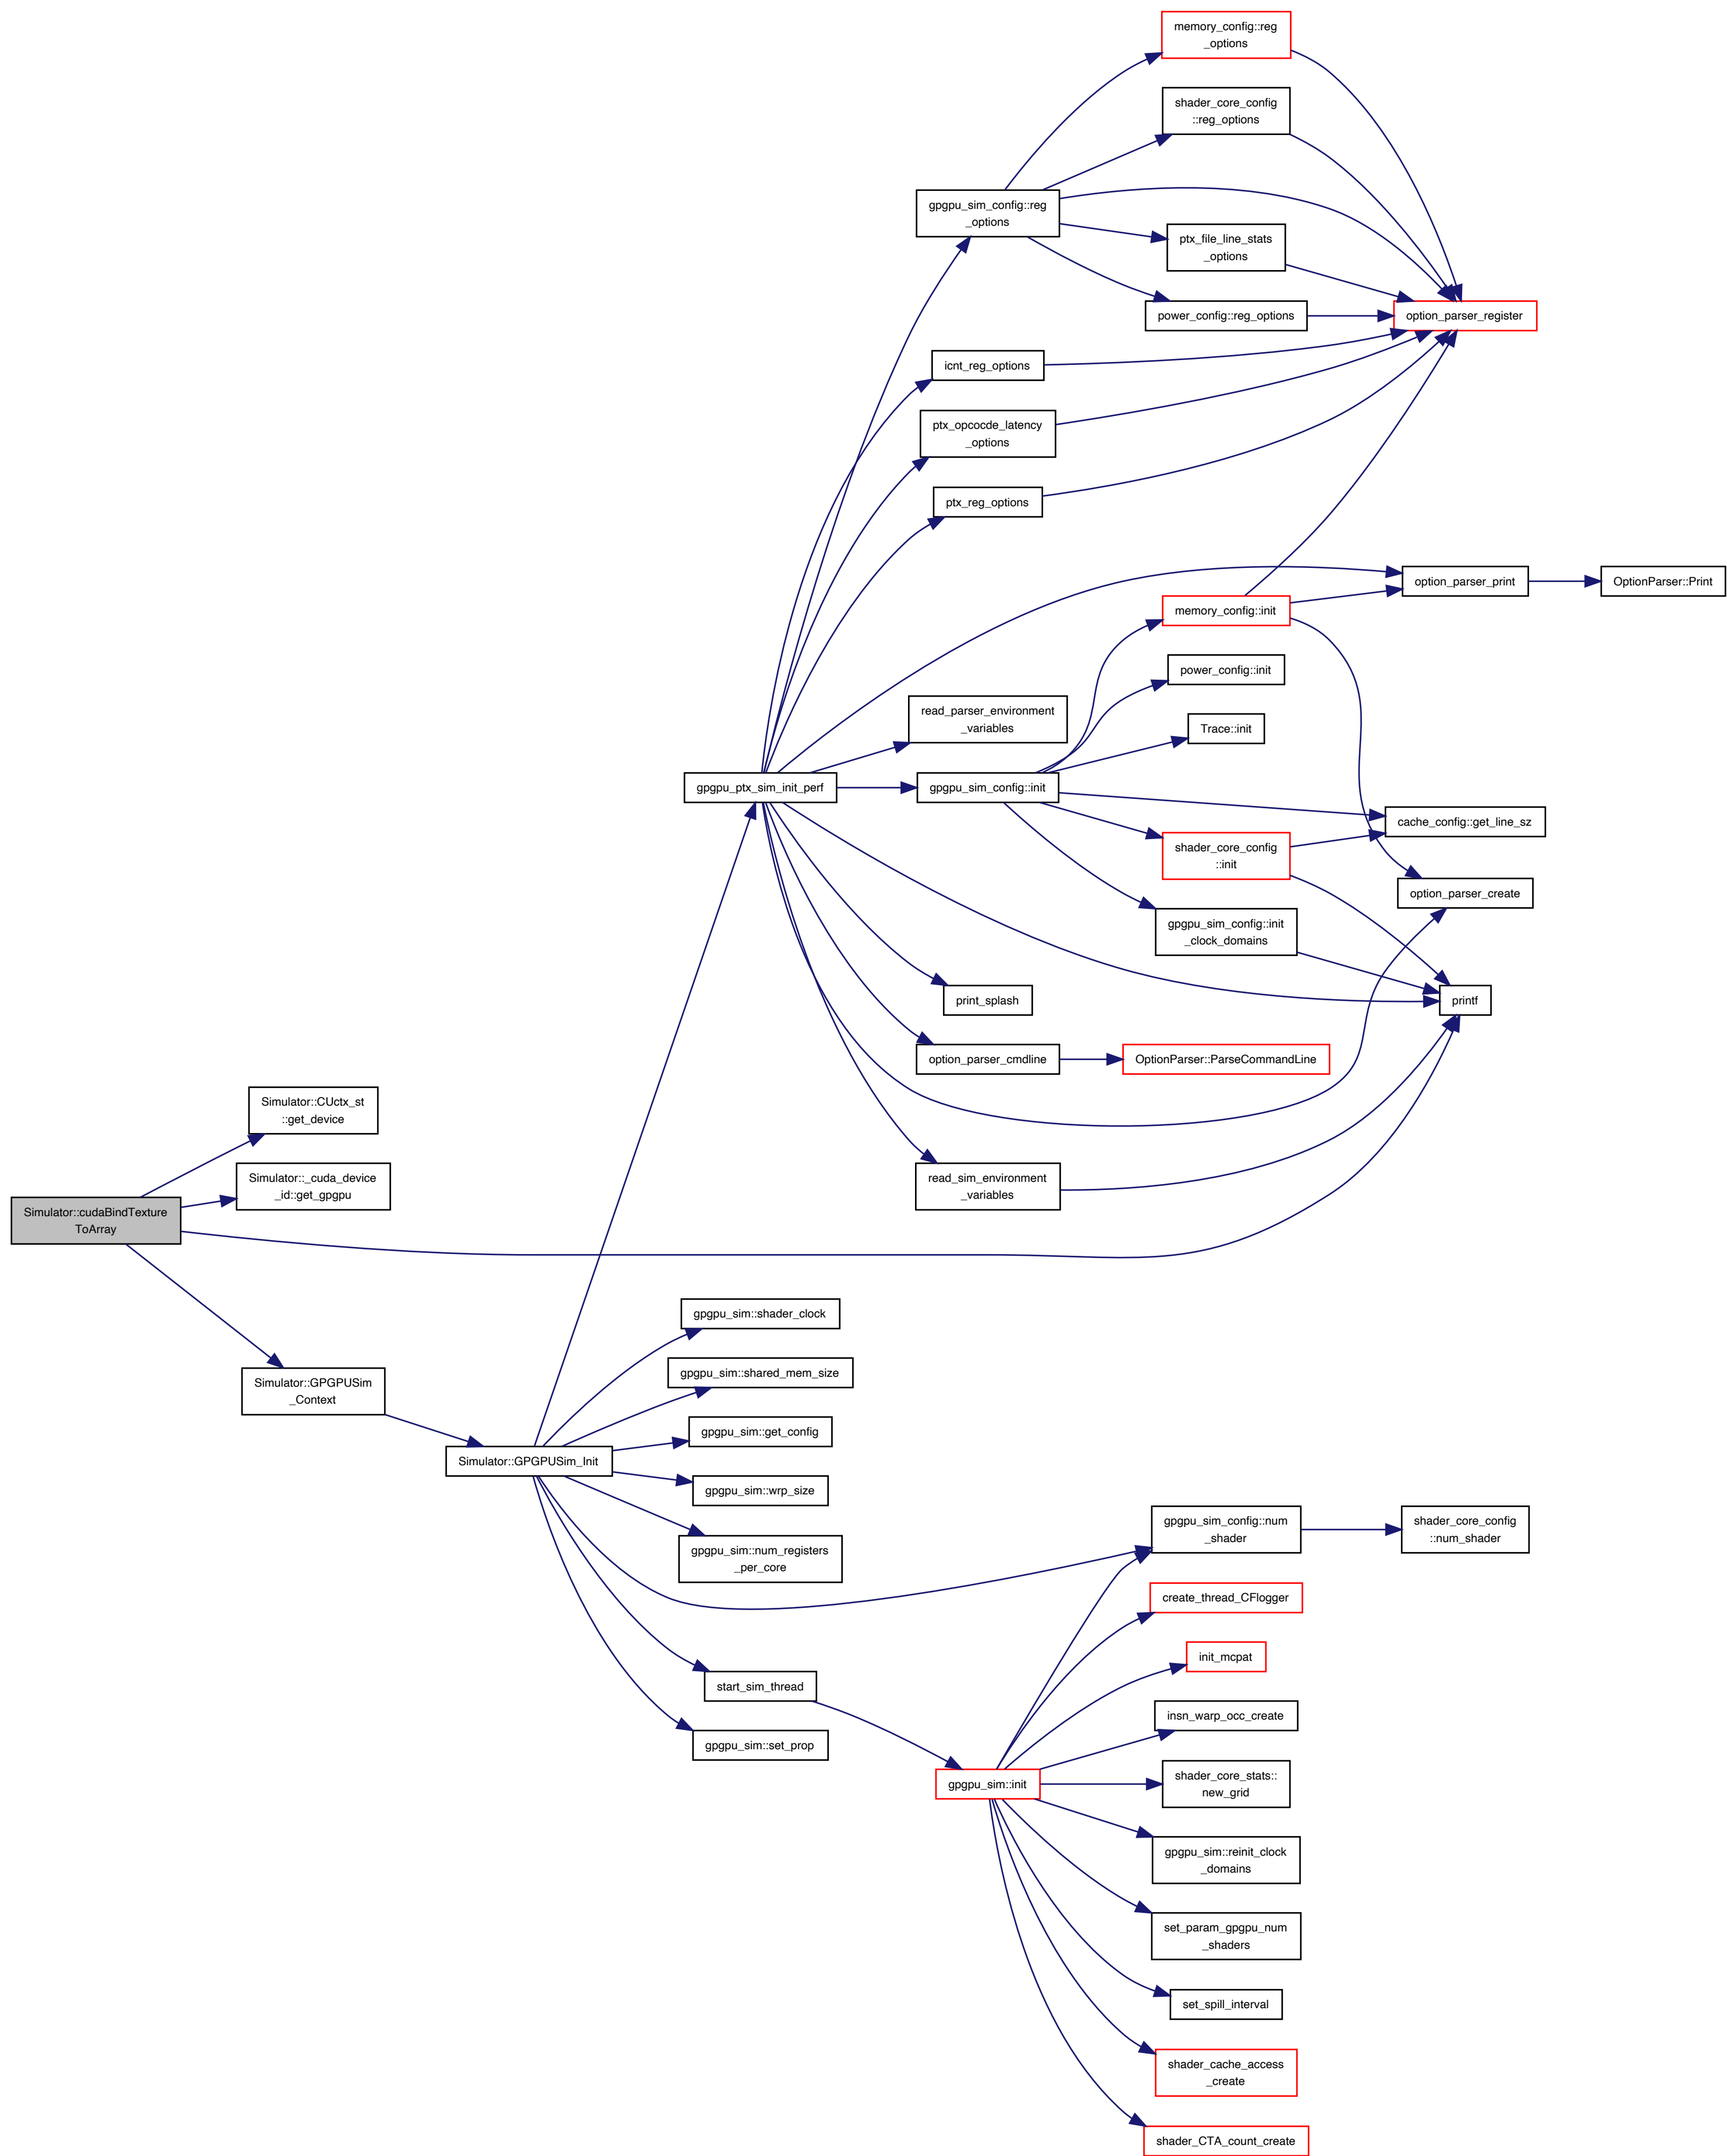 memory_config::reg
_options
shader_core_config
::reg_options
gpgpu_sim_config::reg
_options
ptx_file_line_stats
_options
power_config::reg_options
option_parser_register
icnt_reg_options
ptx_opcocde_latency
_options
ptx_reg_options
option_parser_print
OptionParser::Print
memory_config::init
power_config::init
read_parser_environment
_variables
Trace::init
gpgpu_ptx_sim_init_perf
gpgpu_sim_config::init
cache_config::get_line_sz
shader_core_config
::init
option_parser_create
gpgpu_sim_config::init
_clock_domains
print_splash
printf
option_parser_cmdline
OptionParser::ParseCommandLine
Simulator::CUctx_st
::get_device
Simulator::_cuda_device
_id::get_gpgpu
read_sim_environment
_variables
Simulator::cudaBindTexture
ToArray
gpgpu_sim::shader_clock
gpgpu_sim::shared_mem_size
Simulator::GPGPUSim
_Context
gpgpu_sim::get_config
Simulator::GPGPUSim_Init
gpgpu_sim::wrp_size
gpgpu_sim::num_registers
_per_core
gpgpu_sim_config::num
_shader
shader_core_config
::num_shader
create_thread_CFlogger
init_mcpat
start_sim_thread
insn_warp_occ_create
gpgpu_sim::set_prop
gpgpu_sim::init
shader_core_stats::
new_grid
gpgpu_sim::reinit_clock
_domains
set_param_gpgpu_num
_shaders
set_spill_interval
shader_cache_access
_create
shader_CTA_count_create